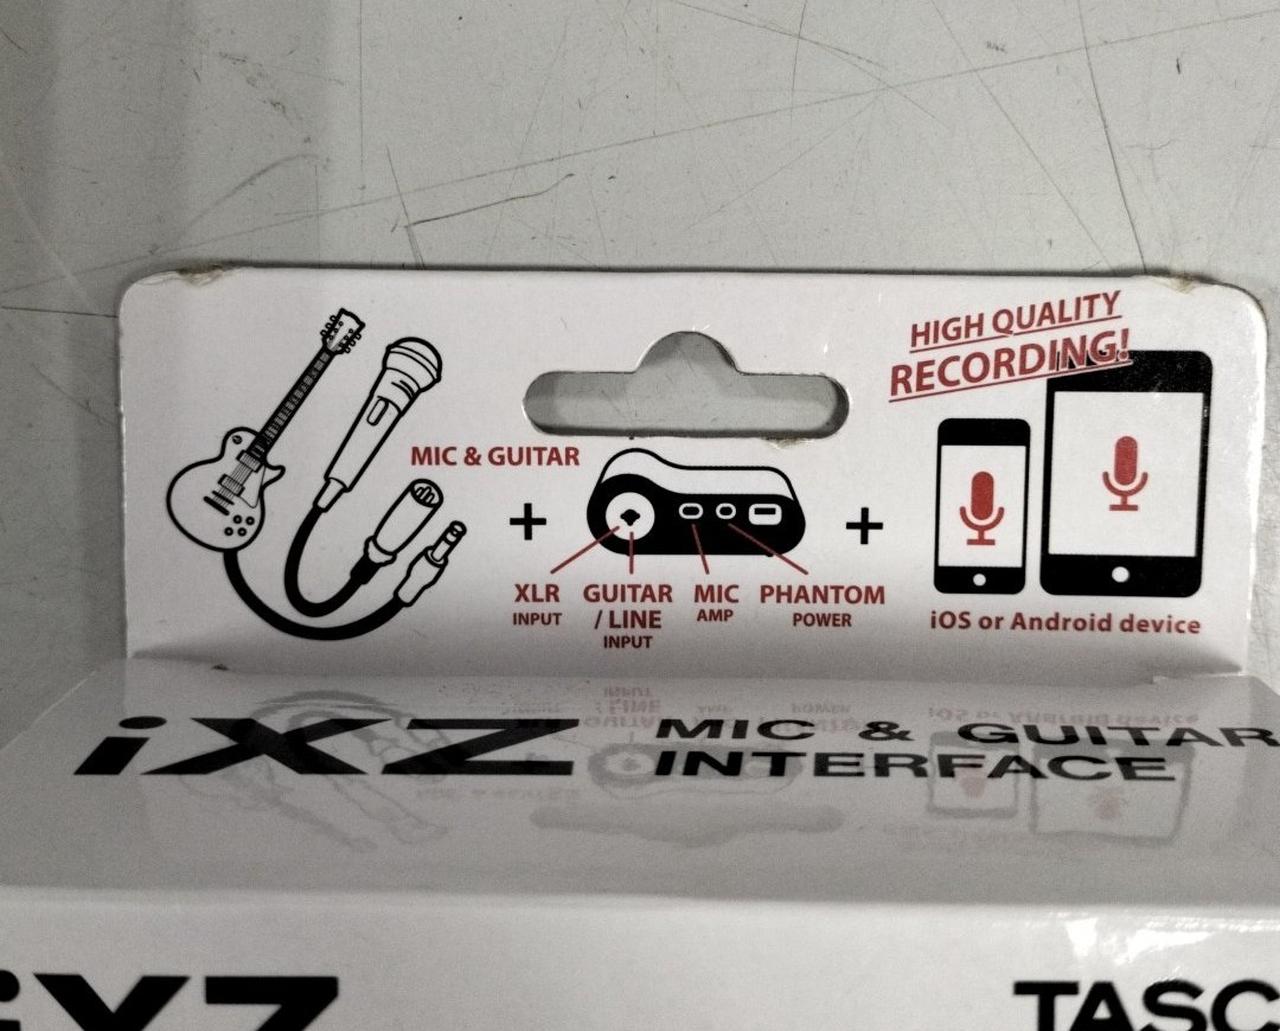 HIGH QUALITY
RECORDING!
MIC & GUITAR
XLR
INPUT
GUITAR
/ LINE
INPUT
MIC
AMP
PHANTOM
POWER
iOS or Android device
iXZ
MIC & GUITAR
INTERFACE
iXZ
TASC